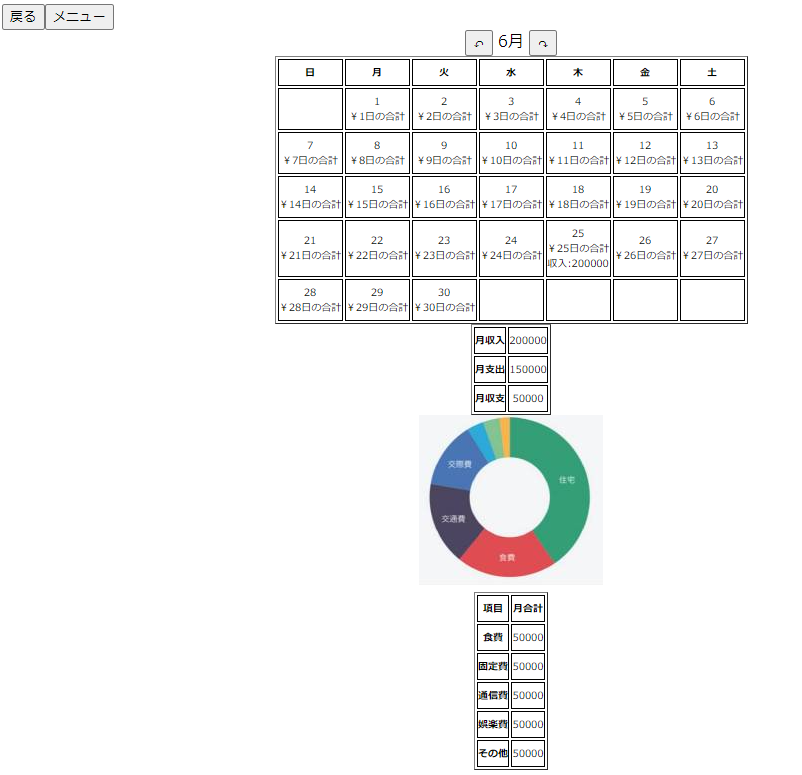 戻る メニュー
↶ 6月 ↷
日 月 火 水 木 金 土
1 2 3 4 5 6
￥1日の合計 ￥2日の合計 ￥3日の合計 ￥4日の合計 ￥5日の合計 ￥6日の合計
7 8 9 10 11 12 13
￥7日の合計 ￥8日の合計 ￥9日の合計 ￥10日の合計 ￥11日の合計 ￥12日の合計 ￥13日の合計
14 15 16 17 18 19 20
￥14日の合計 ￥15日の合計 ￥16日の合計 ￥17日の合計 ￥18日の合計 ￥19日の合計 ￥20日の合計
21 22 23 24 25 26 27
￥21日の合計 ￥22日の合計 ￥23日の合計 ￥24日の合計 ￥25日の合計 ￥26日の合計 ￥27日の合計
収入:200000
28 29 30
￥28日の合計 ￥29日の合計 ￥30日の合計
月収入 200000
月支出 150000
月収支 50000
交際費
住宅
交通費
食費
項目 月合計
食費 50000
固定費 50000
通信費 50000
娯楽費 50000
その他 50000